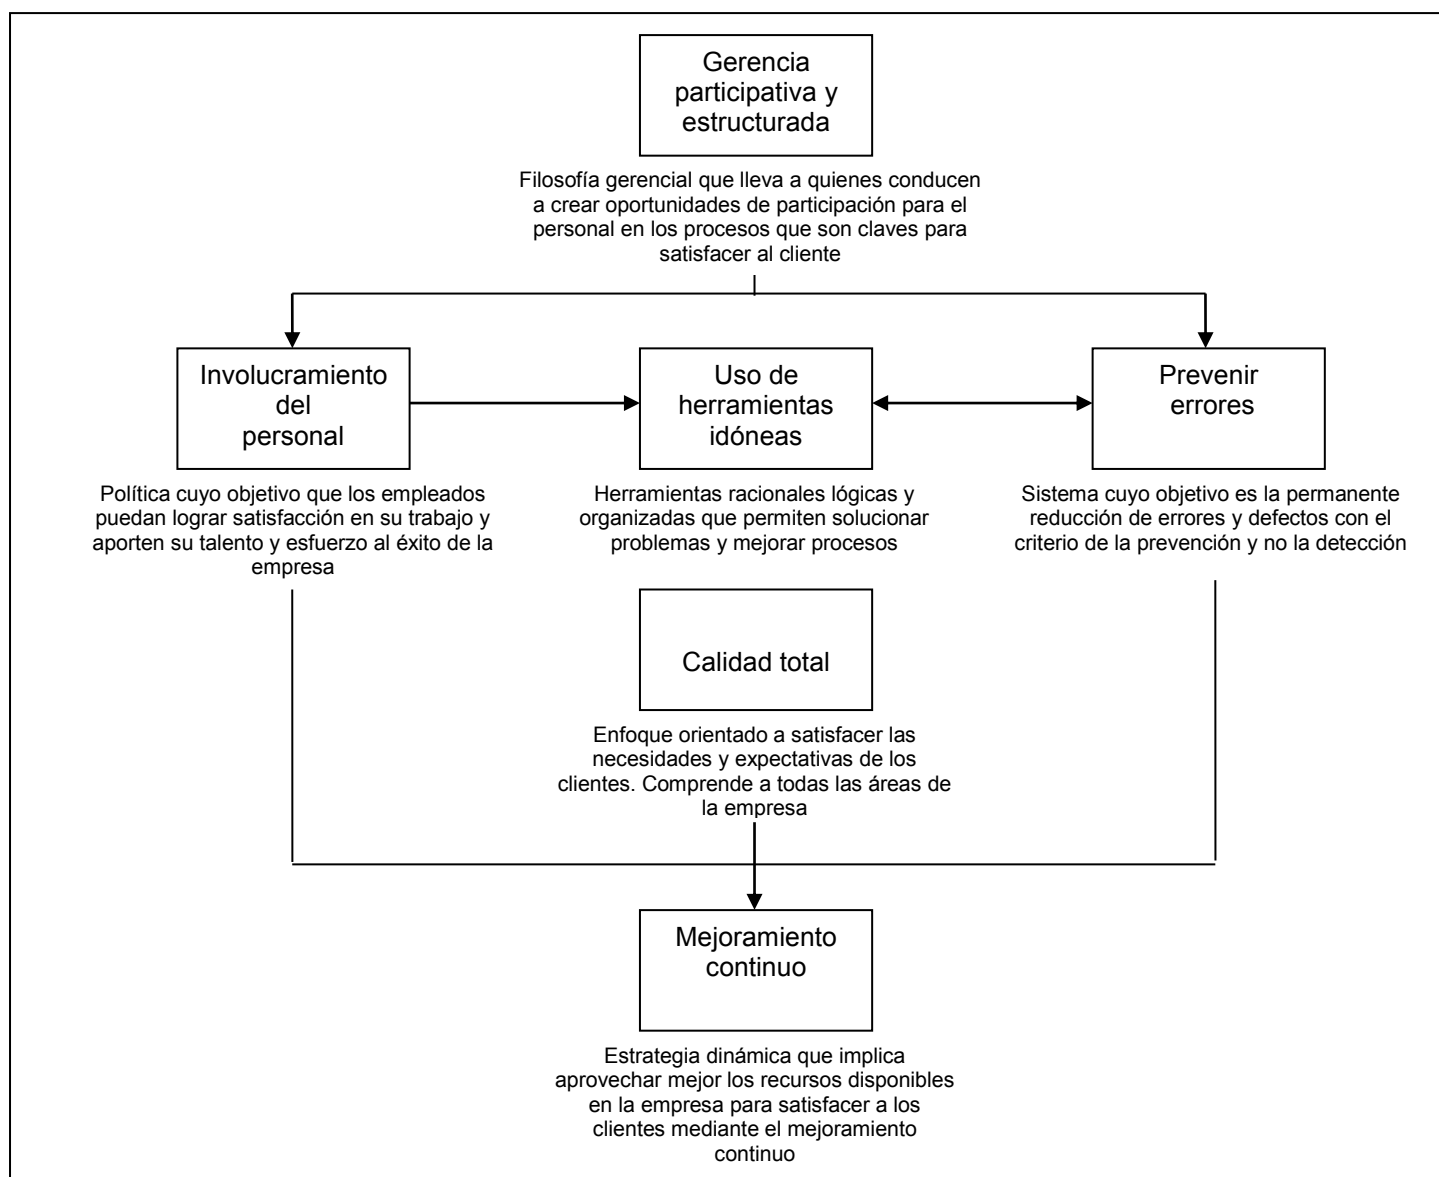 Gerencia
participativa y
estructurada
Filosofía gerencial que lleva a quienes conducen
a crear oportunidades de participación para el
personal en los procesos que son claves para
satisfacer al cliente
Involucramiento
del
personal
Política cuyo objetivo que los empleados
puedan lograr satisfacción en su trabajo y
aporten su talento y esfuerzo al éxito de la
empresa
Uso de
herramientas
idóneas
Herramientas racionales lógicas y
organizadas que permiten solucionar
problemas y mejorar procesos
Prevenir
errores
Sistema cuyo objetivo es la permanente
reducción de errores y defectos con el
criterio de la prevención y no la detección
Calidad total
Enfoque orientado a satisfacer las
necesidades y expectativas de los
clientes. Comprende a todas las áreas de
la empresa
Mejoramiento
continuo
Estrategia dinámica que implica
aprovechar mejor los recursos disponibles
en la empresa para satisfacer a los
clientes mediante el mejoramiento
continuo